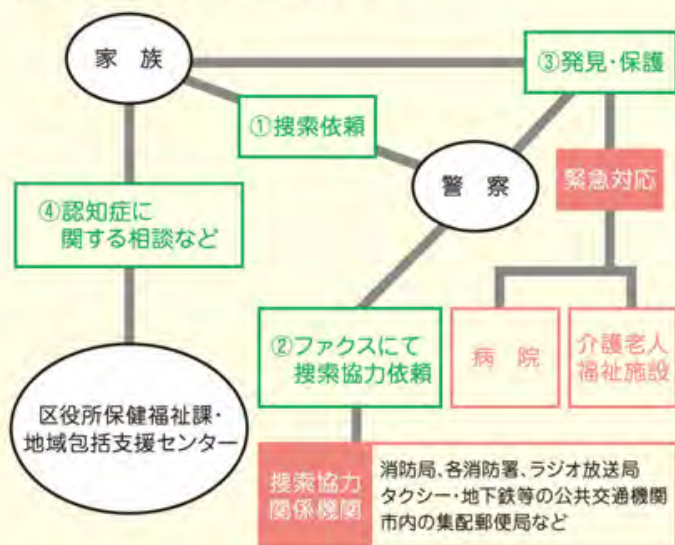 家 族
③発見・保護
①捜索依頼
警 察
緊急対応
④認知症に
関する相談など
②ファクスにて
捜索協力依頼
病 院
介護老人
福祉施設
区役所保健福祉課・
地域包括支援センター
捜索協力
関係機関
消防局、各消防署、ラジオ放送局
タクシー・地下鉄等の公共交通機関
市内の集配郵便局など